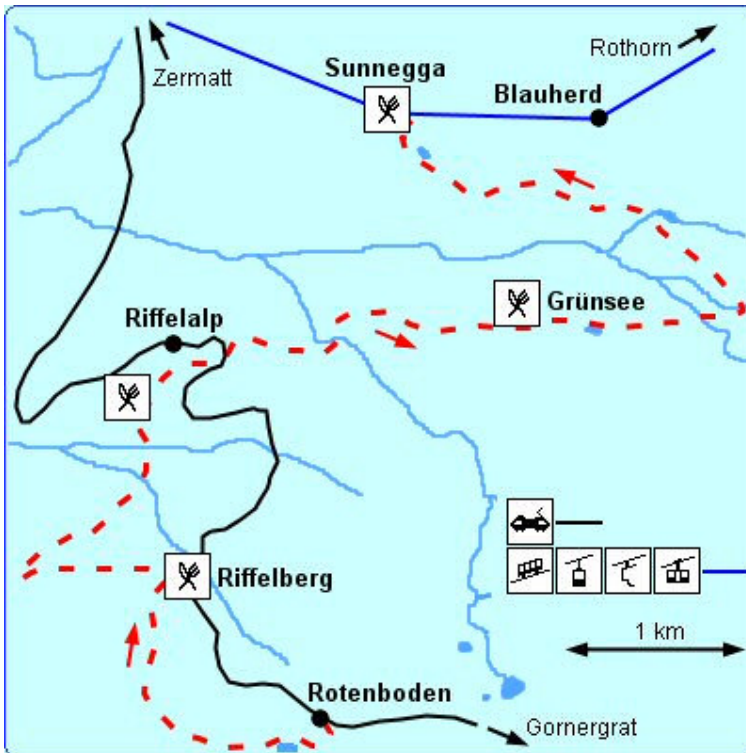 Rothorn
Zermatt
Sunnegga
Blauherd
Grünsee
Riffelalp
Riffelberg
1 km
Rotenboden
Gornergrat